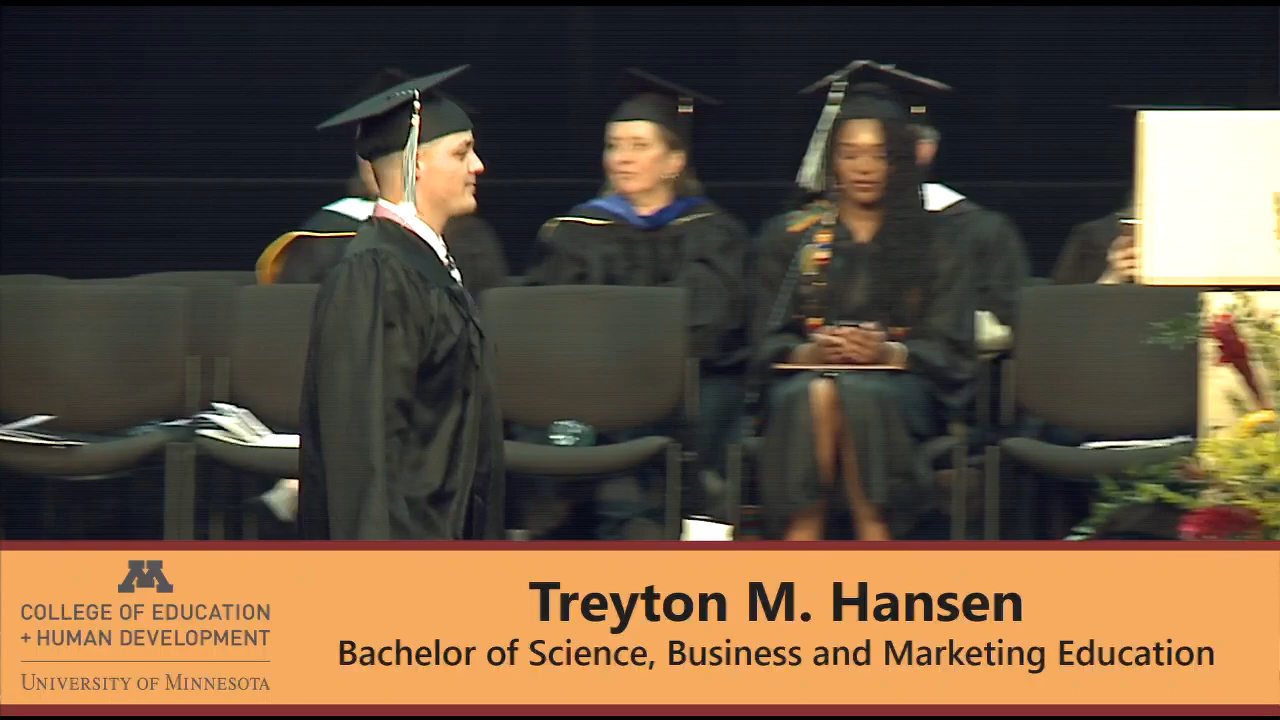 M
COLLEGE OF EDUCATION
+ HUMAN DEVELOPMENT
UNIVERSITY OF MINNESOTA
Treyton M. Hansen
Bachelor of Science, Business and Marketing Education